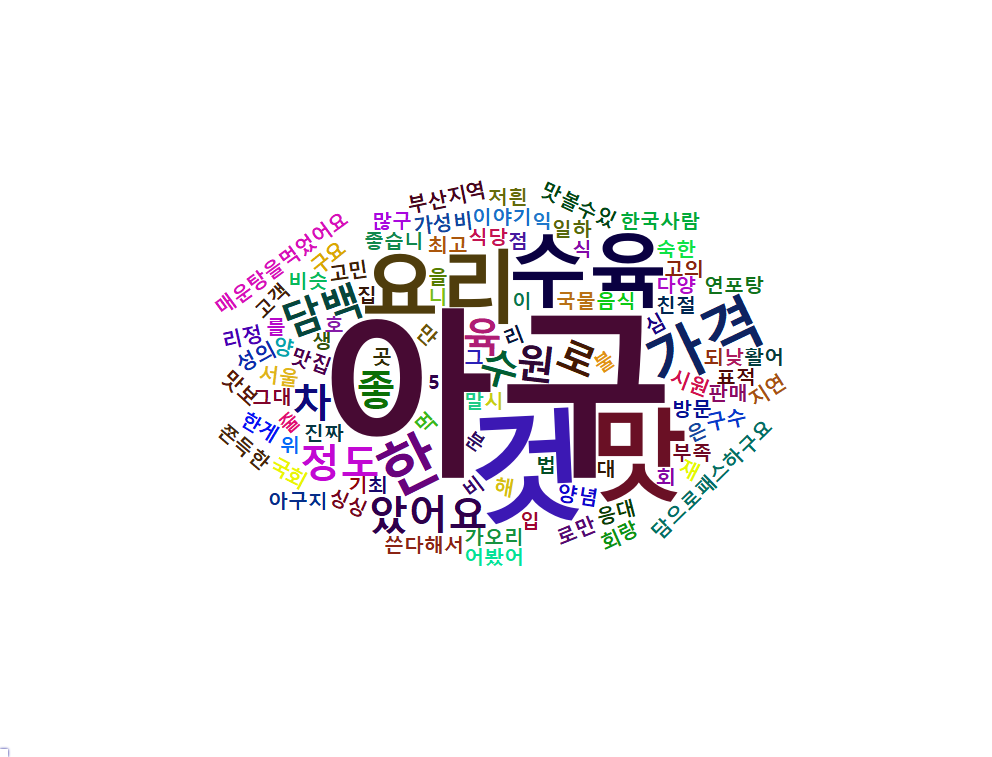 부산지역
저흰
맛볼수있
많구
가성비
이야기
익
일하
한국사람
좋습니
최고
식당
점
식
숙한
매운탕을먹었어요
구요
고민
비슷
고객
집
을
니
요리
수육
이
국물
음식
고의
다양
친절
연포탕
담백
리정
를
호
생
성의
양
맛집
서울
맛보
그대
곳
좋
차
5
만
육
리
그
수
원
로
불
심
가격
되
낮
활어
시원
표적
판매
지연
아구
말시
먹
분
방문
은
구수
부족
재
담으로패스하구요
한게
줄
위
진짜
쫀득한
국회
정도
한
기
최
비
해
것
법
대
맛
회
아구지
싱싱
았어요
입
양념
응대
로만
회랑
쓴다해서
가오리
어봤어